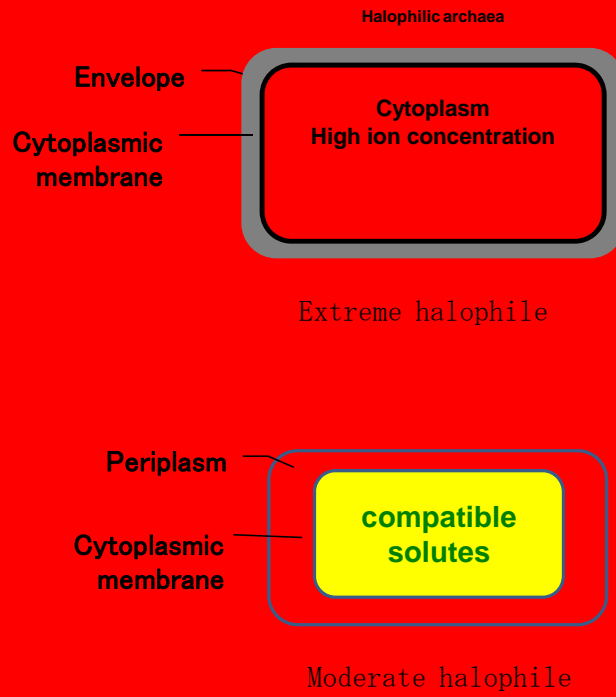 Halophilic archaea
Envelope
Cytoplasm
High ion concentration
Cytoplasmic
membrane
Extreme halophile
Periplasm
compatible
solutes
Cytoplasmic
membrane
Moderate halophile